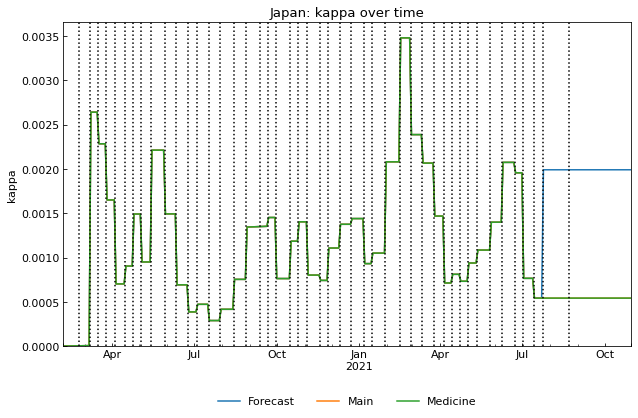 Japan: kappa over time
0.0035
0.0030
0.0025
0.0020
0.0015
0.0010
0.0005
0.0000
kappa
Apr Jul Oct Jan Apr Jul Oct
2021
Forecast Main Medicine